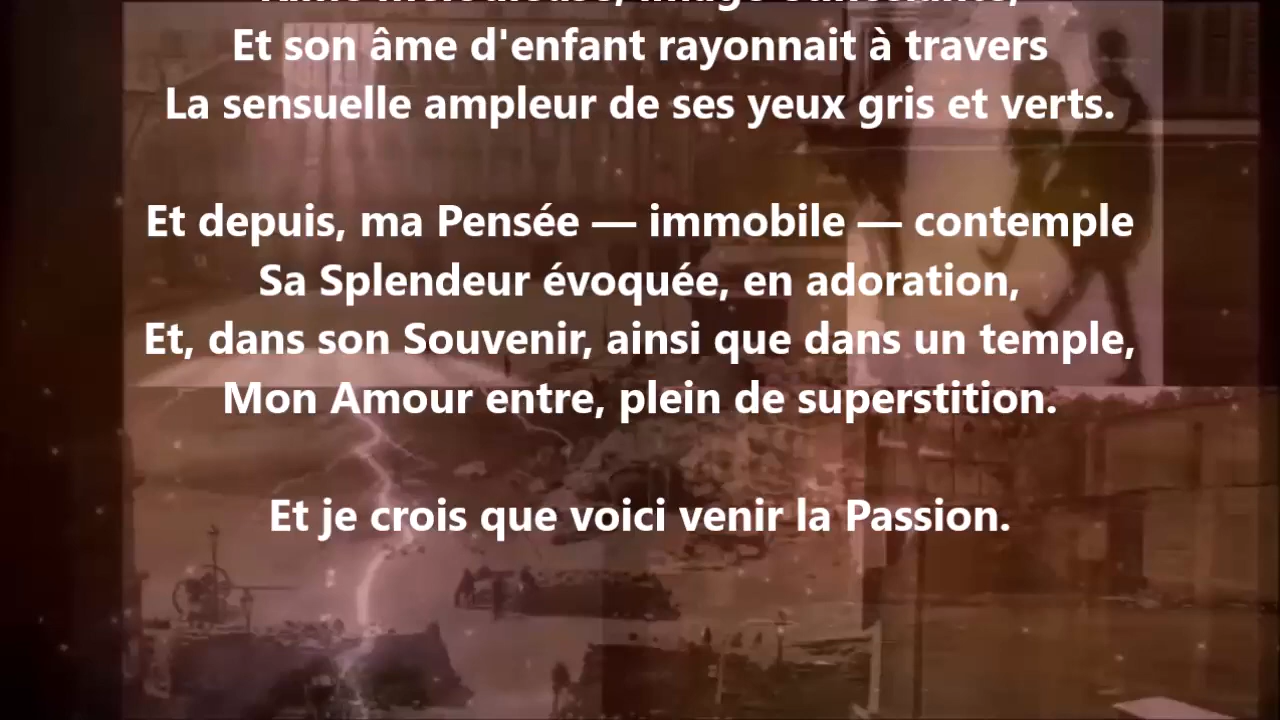 Et son âme d'enfant rayonnait à travers
La sensuelle ampleur de ses yeux gris et verts.
Et depuis, ma Pensée — immobile — contemple
Sa Splendeur évoquée, en adoration,
Et, dans son Souvenir, ainsi que dans un temple,
Mon Amour entre, plein de superstition.
Et je crois que voici venir la Passion.